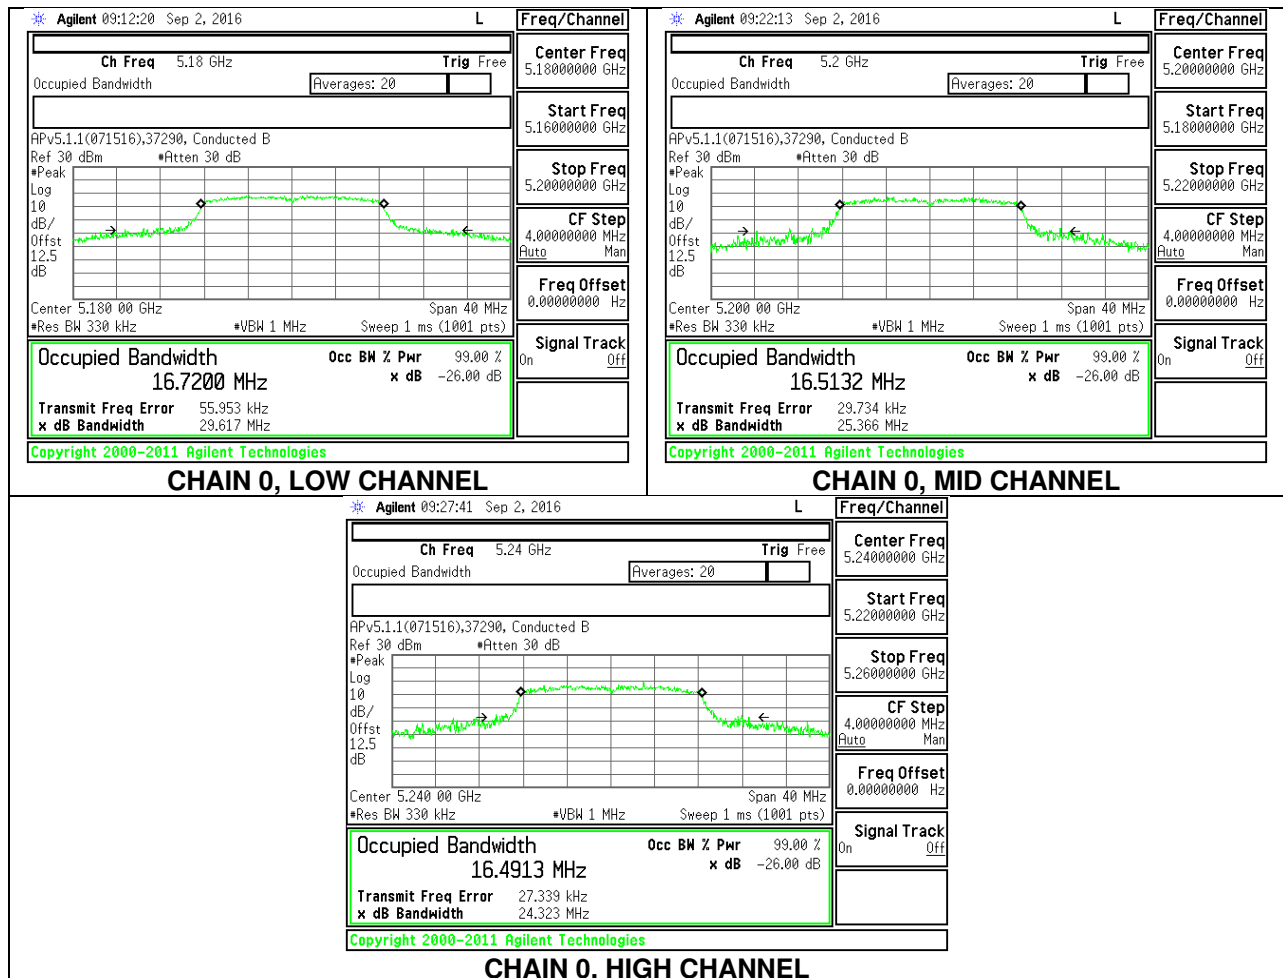 Agilent 09:12:20 Sep 2, 2016 L
Freq/Channel
Ch Freq 5.18 GHz Trig Free
Occupied Bandwidth Averages: 20
APv5.1.1(071516),37290, Conducted B
Ref 30 dBm #Atten 30 dB
#Peak
Log
10
dB/
Offst
12.5
dB
Center 5.180 00 GHz Span 40 MHz
#Res BW 330 kHz #VBW 1 MHz Sweep 1 ms (1001 pts)
Occupied Bandwidth Occ BW % Pwr 99.00 %
16.7200 MHz x dB -26.00 dB
Transmit Freq Error 55.953 kHz
x dB Bandwidth 29.617 MHz
Copyright 2000-2011 Agilent Technologies
Center Freq
5.18000000 GHz
Start Freq
5.16000000 GHz
Stop Freq
5.20000000 GHz
CF Step
4.00000000 MHz
Auto Man
Freq Offset
0.00000000 Hz
Signal Track
On Off
CHAIN 0, LOW CHANNEL
Agilent 09:22:13 Sep 2, 2016 L
Freq/Channel
Ch Freq 5.2 GHz Trig Free
Occupied Bandwidth Averages: 20
APv5.1.1(071516),37290, Conducted B
Ref 30 dBm #Atten 30 dB
#Peak
Log
10
dB/
Offst
12.5
dB
Center 5.200 00 GHz Span 40 MHz
#Res BW 330 kHz #VBW 1 MHz Sweep 1 ms (1001 pts)
Occupied Bandwidth Occ BW % Pwr 99.00 %
16.5132 MHz x dB -26.00 dB
Transmit Freq Error 29.734 kHz
x dB Bandwidth 25.366 MHz
Copyright 2000-2011 Agilent Technologies
Center Freq
5.20000000 GHz
Start Freq
5.18000000 GHz
Stop Freq
5.22000000 GHz
CF Step
4.00000000 MHz
Auto Man
Freq Offset
0.00000000 Hz
Signal Track
On Off
CHAIN 0, MID CHANNEL
Agilent 09:27:41 Sep 2, 2016 L
Freq/Channel
Ch Freq 5.24 GHz Trig Free
Occupied Bandwidth Averages: 20
APv5.1.1(071516),37290, Conducted B
Ref 30 dBm #Atten 30 dB
#Peak
Log
10
dB/
Offst
12.5
dB
Center 5.240 00 GHz Span 40 MHz
#Res BW 330 kHz #VBW 1 MHz Sweep 1 ms (1001 pts)
Occupied Bandwidth Occ BW % Pwr 99.00 %
16.4913 MHz x dB -26.00 dB
Transmit Freq Error 27.339 kHz
x dB Bandwidth 24.323 MHz
Copyright 2000-2011 Agilent Technologies
Center Freq
5.24000000 GHz
Start Freq
5.22000000 GHz
Stop Freq
5.26000000 GHz
CF Step
4.00000000 MHz
Auto Man
Freq Offset
0.00000000 Hz
Signal Track
On Off
CHAIN 0, HIGH CHANNEL